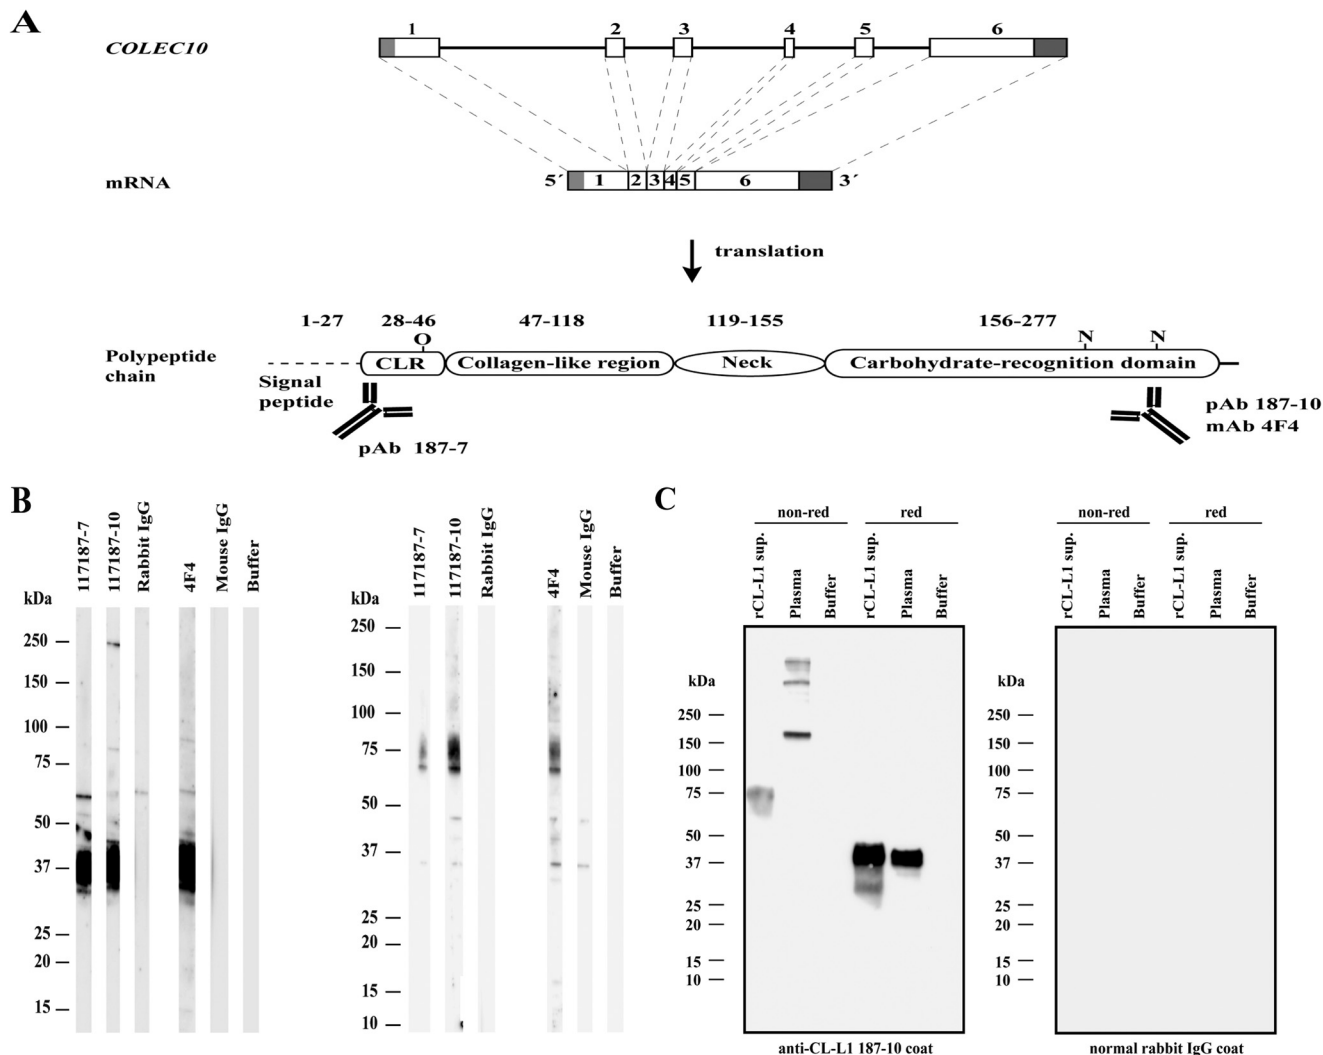 A
COLEC10
1 2 3 4 5 6
mRNA
5´ 1 2 3 4 5 6 3´
translation
1-27 28-46 47-118 119-155 156-277
O N N
Polypeptide
chain
CLR Collagen-like region Neck Carbohydrate-recognition domain
Signal
peptide
pAb 187-7
pAb 187-10
mAb 4F4
B
kDa
117187-7
117187-10
Rabbit IgG
4F4
Mouse IgG
Buffer
250
150
100
75
50
37
25
20
15
kDa
117187-7
117187-10
Rabbit IgG
4F4
Mouse IgG
Buffer
250
150
100
75
50
37
25
20
15
10
C
non-red red
rCL-L1 sup.
Plasma
Buffer
rCL-L1 sup.
Plasma
Buffer
kDa
250
150
100
75
50
37
25
20
15
10
anti-CL-L1 187-10 coat
non-red red
rCL-L1 sup.
Plasma
Buffer
rCL-L1 sup.
Plasma
Buffer
kDa
250
150
100
75
50
37
25
20
15
10
normal rabbit IgG coat